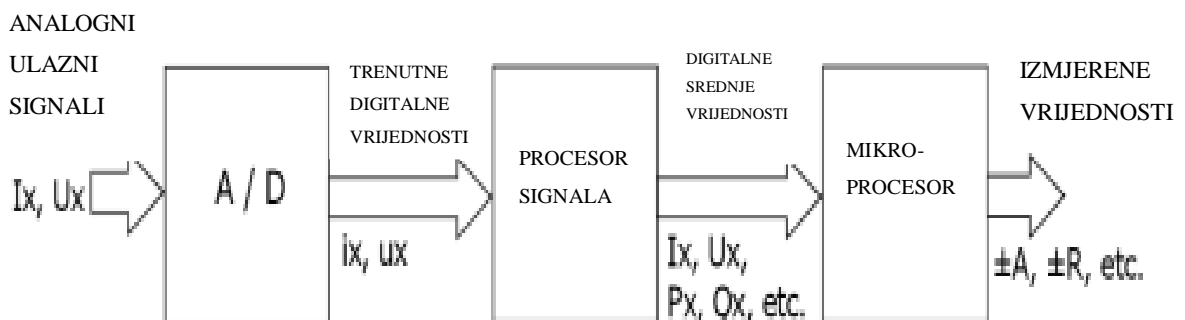 ANALOGNI
ULAZNI
SIGNALI
Ix, Ux
A / D
TRENUTNE
DIGITALNE
VRIJEDNOSTI
ix, ux
PROCESOR
SIGNALA
DIGITALNE
SREDNJE
VRIJEDNOSTI
Ix, Ux,
Px, Qx, etc.
MIKRO-
PROCESOR
IZMJERENE
VRIJEDNOSTI
±A, ±R, etc.